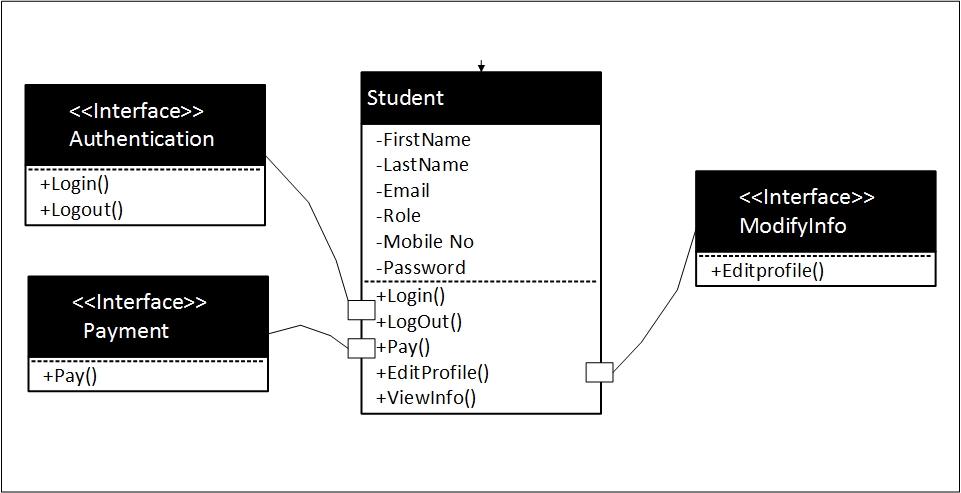 <<Interface>>
Authentication
+Login()
+Logout()
<<Interface>>
Payment
+Pay()
Student
-FirstName
-LastName
-Email
-Role
-Mobile No
-Password
+Login()
+LogOut()
+Pay()
+EditProfile()
+ViewInfo()
<<Interface>>
ModifyInfo
+Editprofile()